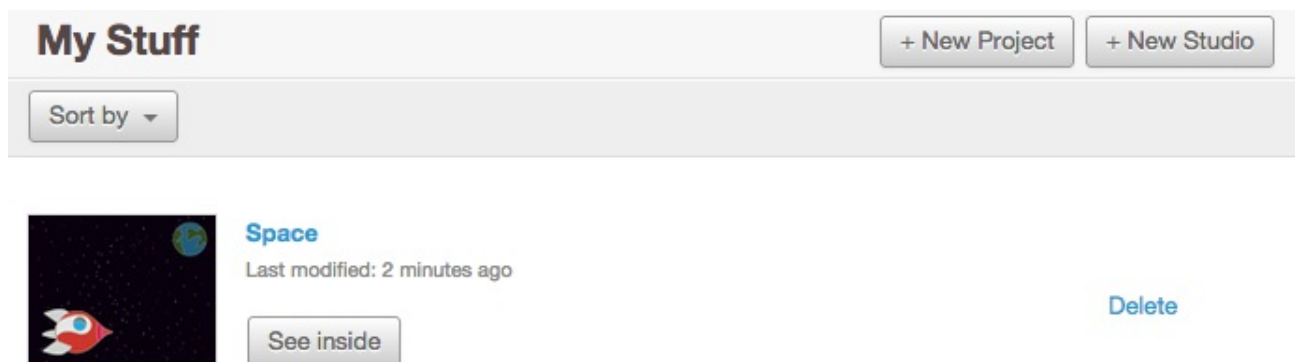 My Stuff
+ New Project
+ New Studio
Sort by
Space
Last modified: 2 minutes ago
Delete
See inside